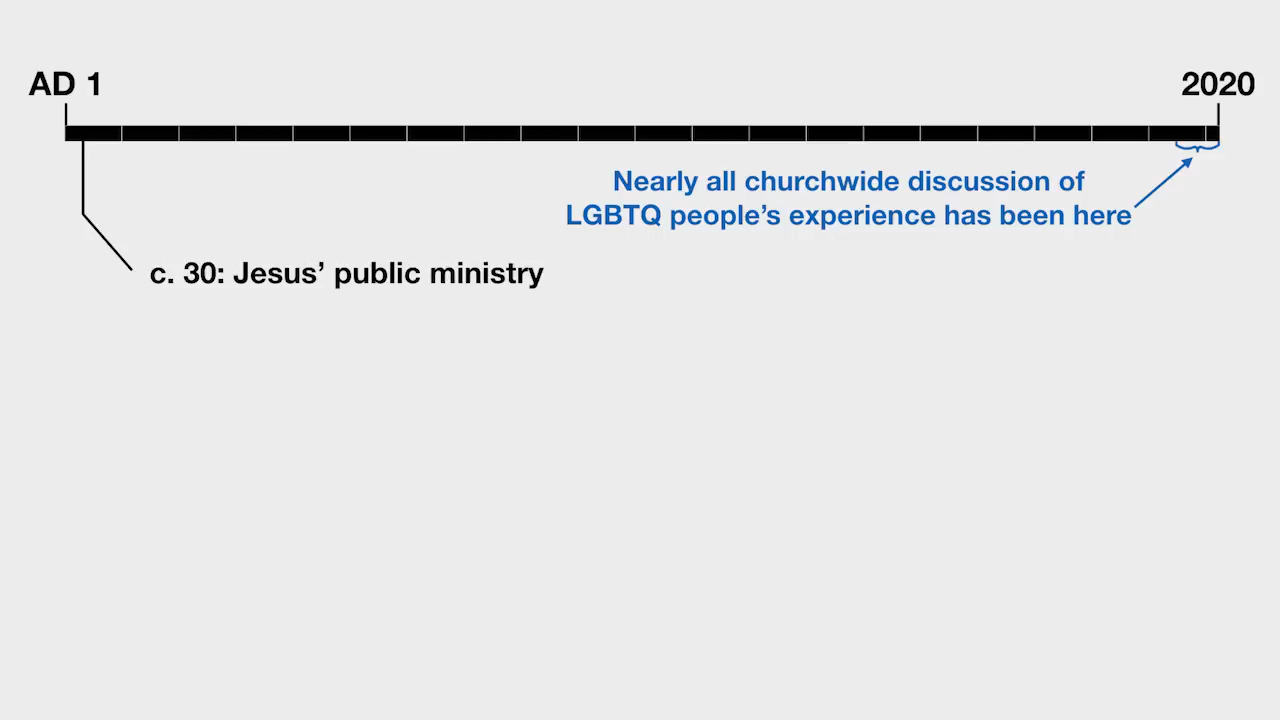 AD 1
2020
Nearly all churchwide discussion of
LGBTQ people’s experience has been here
c. 30: Jesus’ public ministry